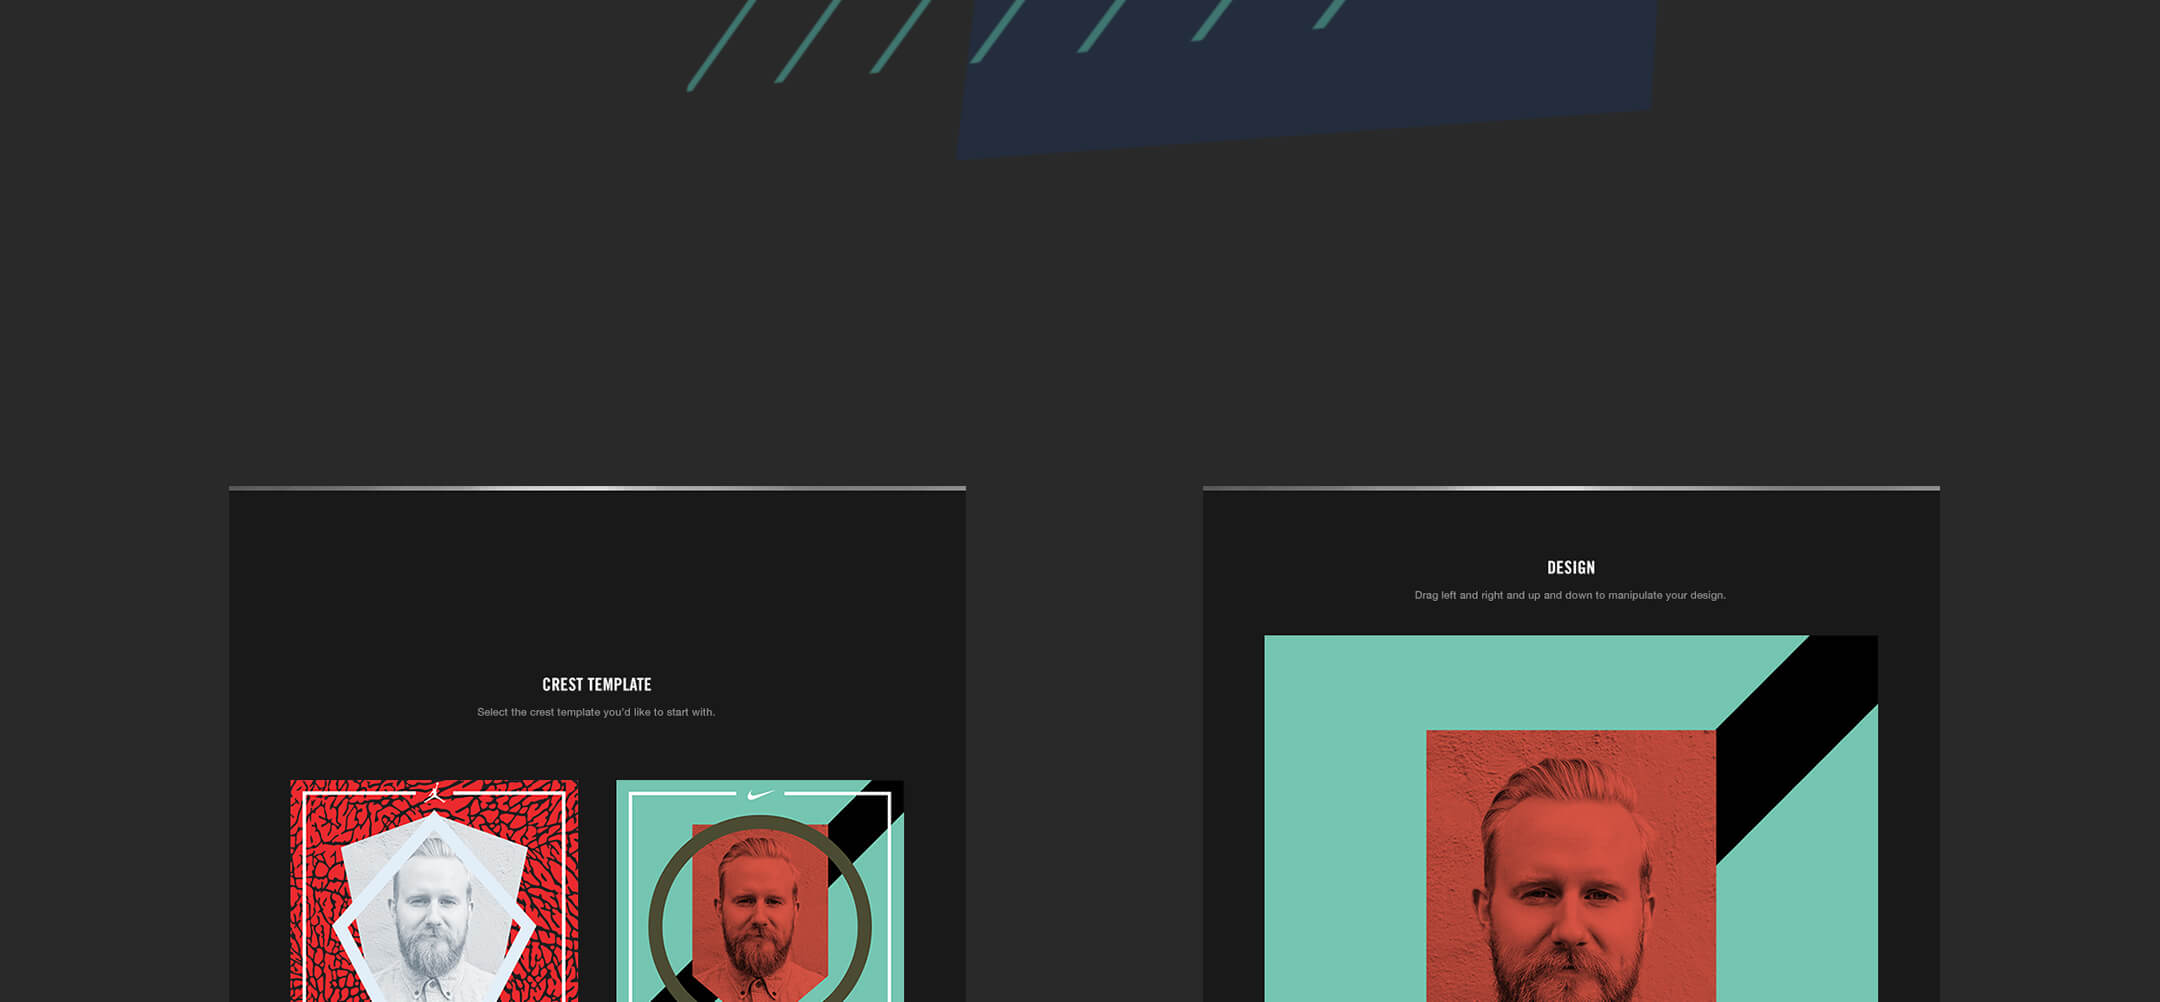 CREST TEMPLATE
Select the crest template you'd like to start with.
DESIGN
Drag left and right and up and down to manipulate your design.